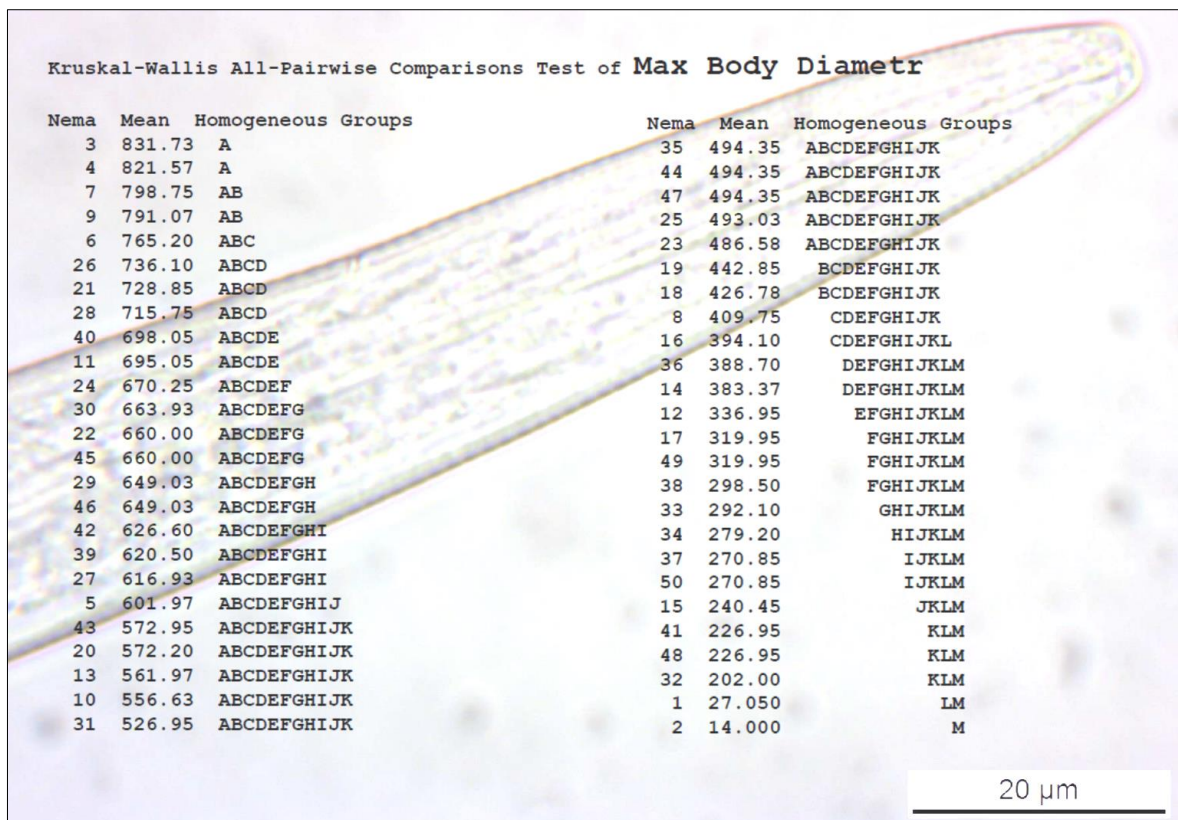 Kruskal-Wallis All-Pairwise Comparisons Test of Max Body Diametr
Nema Mean Homogeneous Groups
3 831.73 A
4 821.57 A
7 798.75 AB
9 791.07 AB
6 765.20 ABC
26 736.10 ABCD
21 728.85 ABCD
28 715.75 ABCD
40 698.05 ABCDE
11 695.05 ABCDE
24 670.25 ABCDEF
30 663.93 ABCDEFG
22 660.00 ABCDEFG
45 660.00 ABCDEFG
29 649.03 ABCDEFGH
46 649.03 ABCDEFGH
42 626.60 ABCDEFGHI
39 620.50 ABCDEFGHI
27 616.93 ABCDEFGHI
5 601.97 ABCDEFGHIJ
43 572.95 ABCDEFGHIJK
20 572.20 ABCDEFGHIJK
13 561.97 ABCDEFGHIJK
10 556.63 ABCDEFGHIJK
31 526.95 ABCDEFGHIJK
Nema Mean Homogeneous Groups
35 494.35 ABCDEFGHIJK
44 494.35 ABCDEFGHIJK
47 494.35 ABCDEFGHIJK
25 493.03 ABCDEFGHIJK
23 486.58 ABCDEFGHIJK
19 442.85 BCDEFGHIJK
18 426.78 BCDEFGHIJK
8 409.75 CDEFGHIJK
16 394.10 CDEFGHIJKL
36 388.70 DEFGHIJKLM
14 383.37 DEFGHIJKLM
12 336.95 EFGHIJKLM
17 319.95 FGHIJKLM
49 319.95 FGHIJKLM
38 298.50 FGHIJKLM
33 292.10 GHIJKLM
34 279.20 HIJKLM
37 270.85 IJKLM
50 270.85 IJKLM
15 240.45 JKLM
41 226.95 KLM
48 226.95 KLM
32 202.00 KLM
1 27.050 LM
2 14.000 M
20 µm